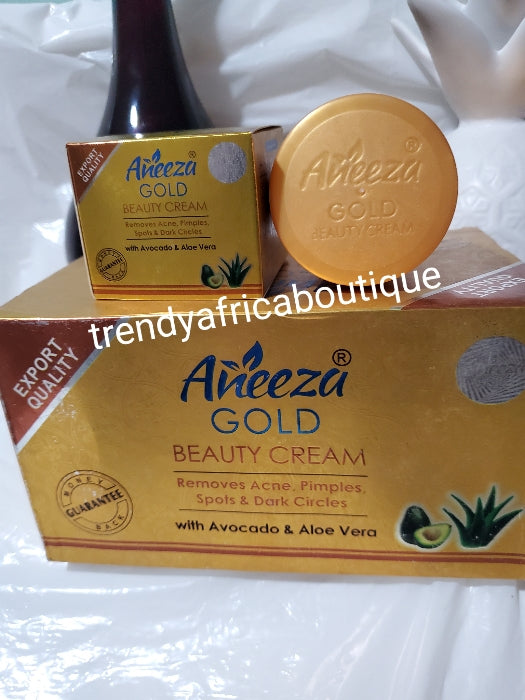 EXPORT
QUALITY
Aneeza®
GOLD
BEAUTY CREAM
Removes Acne, Pimples,
Spots & Dark Circles
with Avocado & Aloe Vera
GUARANTEE
Aneeza®
GOLD
BEAUTY CREAM
trendyafricaboutique
EXPORT
QUALITY
Aneeza®
GOLD
BEAUTY CREAM
Removes Acne, Pimples,
Spots & Dark Circles
with Avocado & Aloe Vera
MONEY
GUARANTEE
BACK